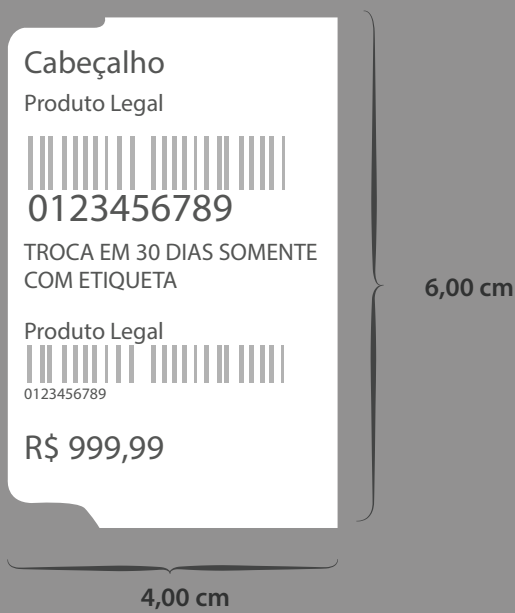 Cabeçalho
Produto Legal
0123456789
TROCA EM 30 DIAS SOMENTE
COM ETIQUETA
Produto Legal
0123456789
R$ 999,99
6,00 cm
4,00 cm